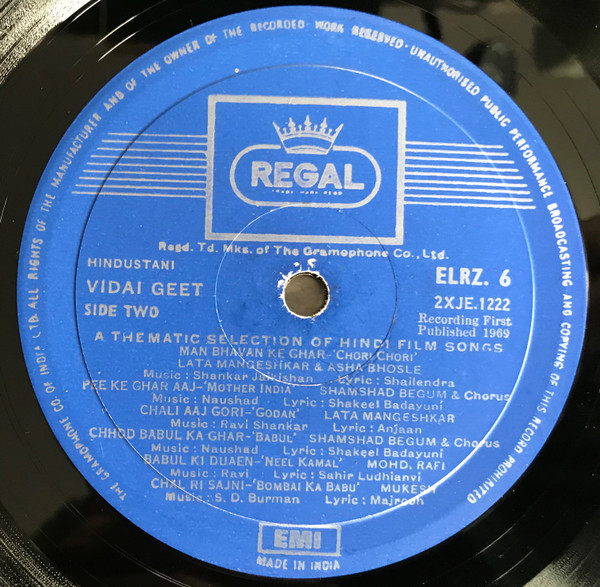 THE GRAMOPHONE CO OF INDIA LTD ALL RIGHTS OF THE MANUFACTURER AND OF THE OWNER OF THE RECORDED WORK RESERVED · UNAUTHORISED PUBLIC PERFORMANCE BROADCASTING AND COPYING OF THIS RECORD PROHIBITED
REGAL
TRADE MARK REGD
Regd. Td. Mks. of The Gramophone Co., Ltd.
HINDUSTANI
VIDAI GEET
SIDE TWO
ELRZ. 6
2XJE.1222
Recording First
Published 1969
A THEMATIC SELECTION OF HINDI FILM SONGS
MAN BHAVAN KE GHAR–'CHORI CHORI'
LATA MANGESHKAR & ASHA BHOSLE
Music : Shankar Jaikishan Lyric : Shailendra
PEE KE GHAR AAJ–'MOTHER INDIA' SHAMSHAD BEGUM & Chorus
Music : Naushad Lyric : Shakeel Badayuni
CHALI AAJ GORI–'GODAN' LATA MANGESHKAR
Music : Ravi Shankar Lyric : Anjaan
CHHOD BABUL KA GHAR–'BABUL' SHAMSHAD BEGUM & Chorus
Music : Naushad Lyric : Shakeel Badayuni
BABUL KI DUAEN–'NEEL KAMAL' MOHD. RAFI
Music : Ravi Lyric : Sahir Ludhianvi
CHAL RI SAJNI–'BOMBAI KA BABU' MUKESH
Music : S. D. Burman Lyric : Majrooh
EMI
MADE IN INDIA